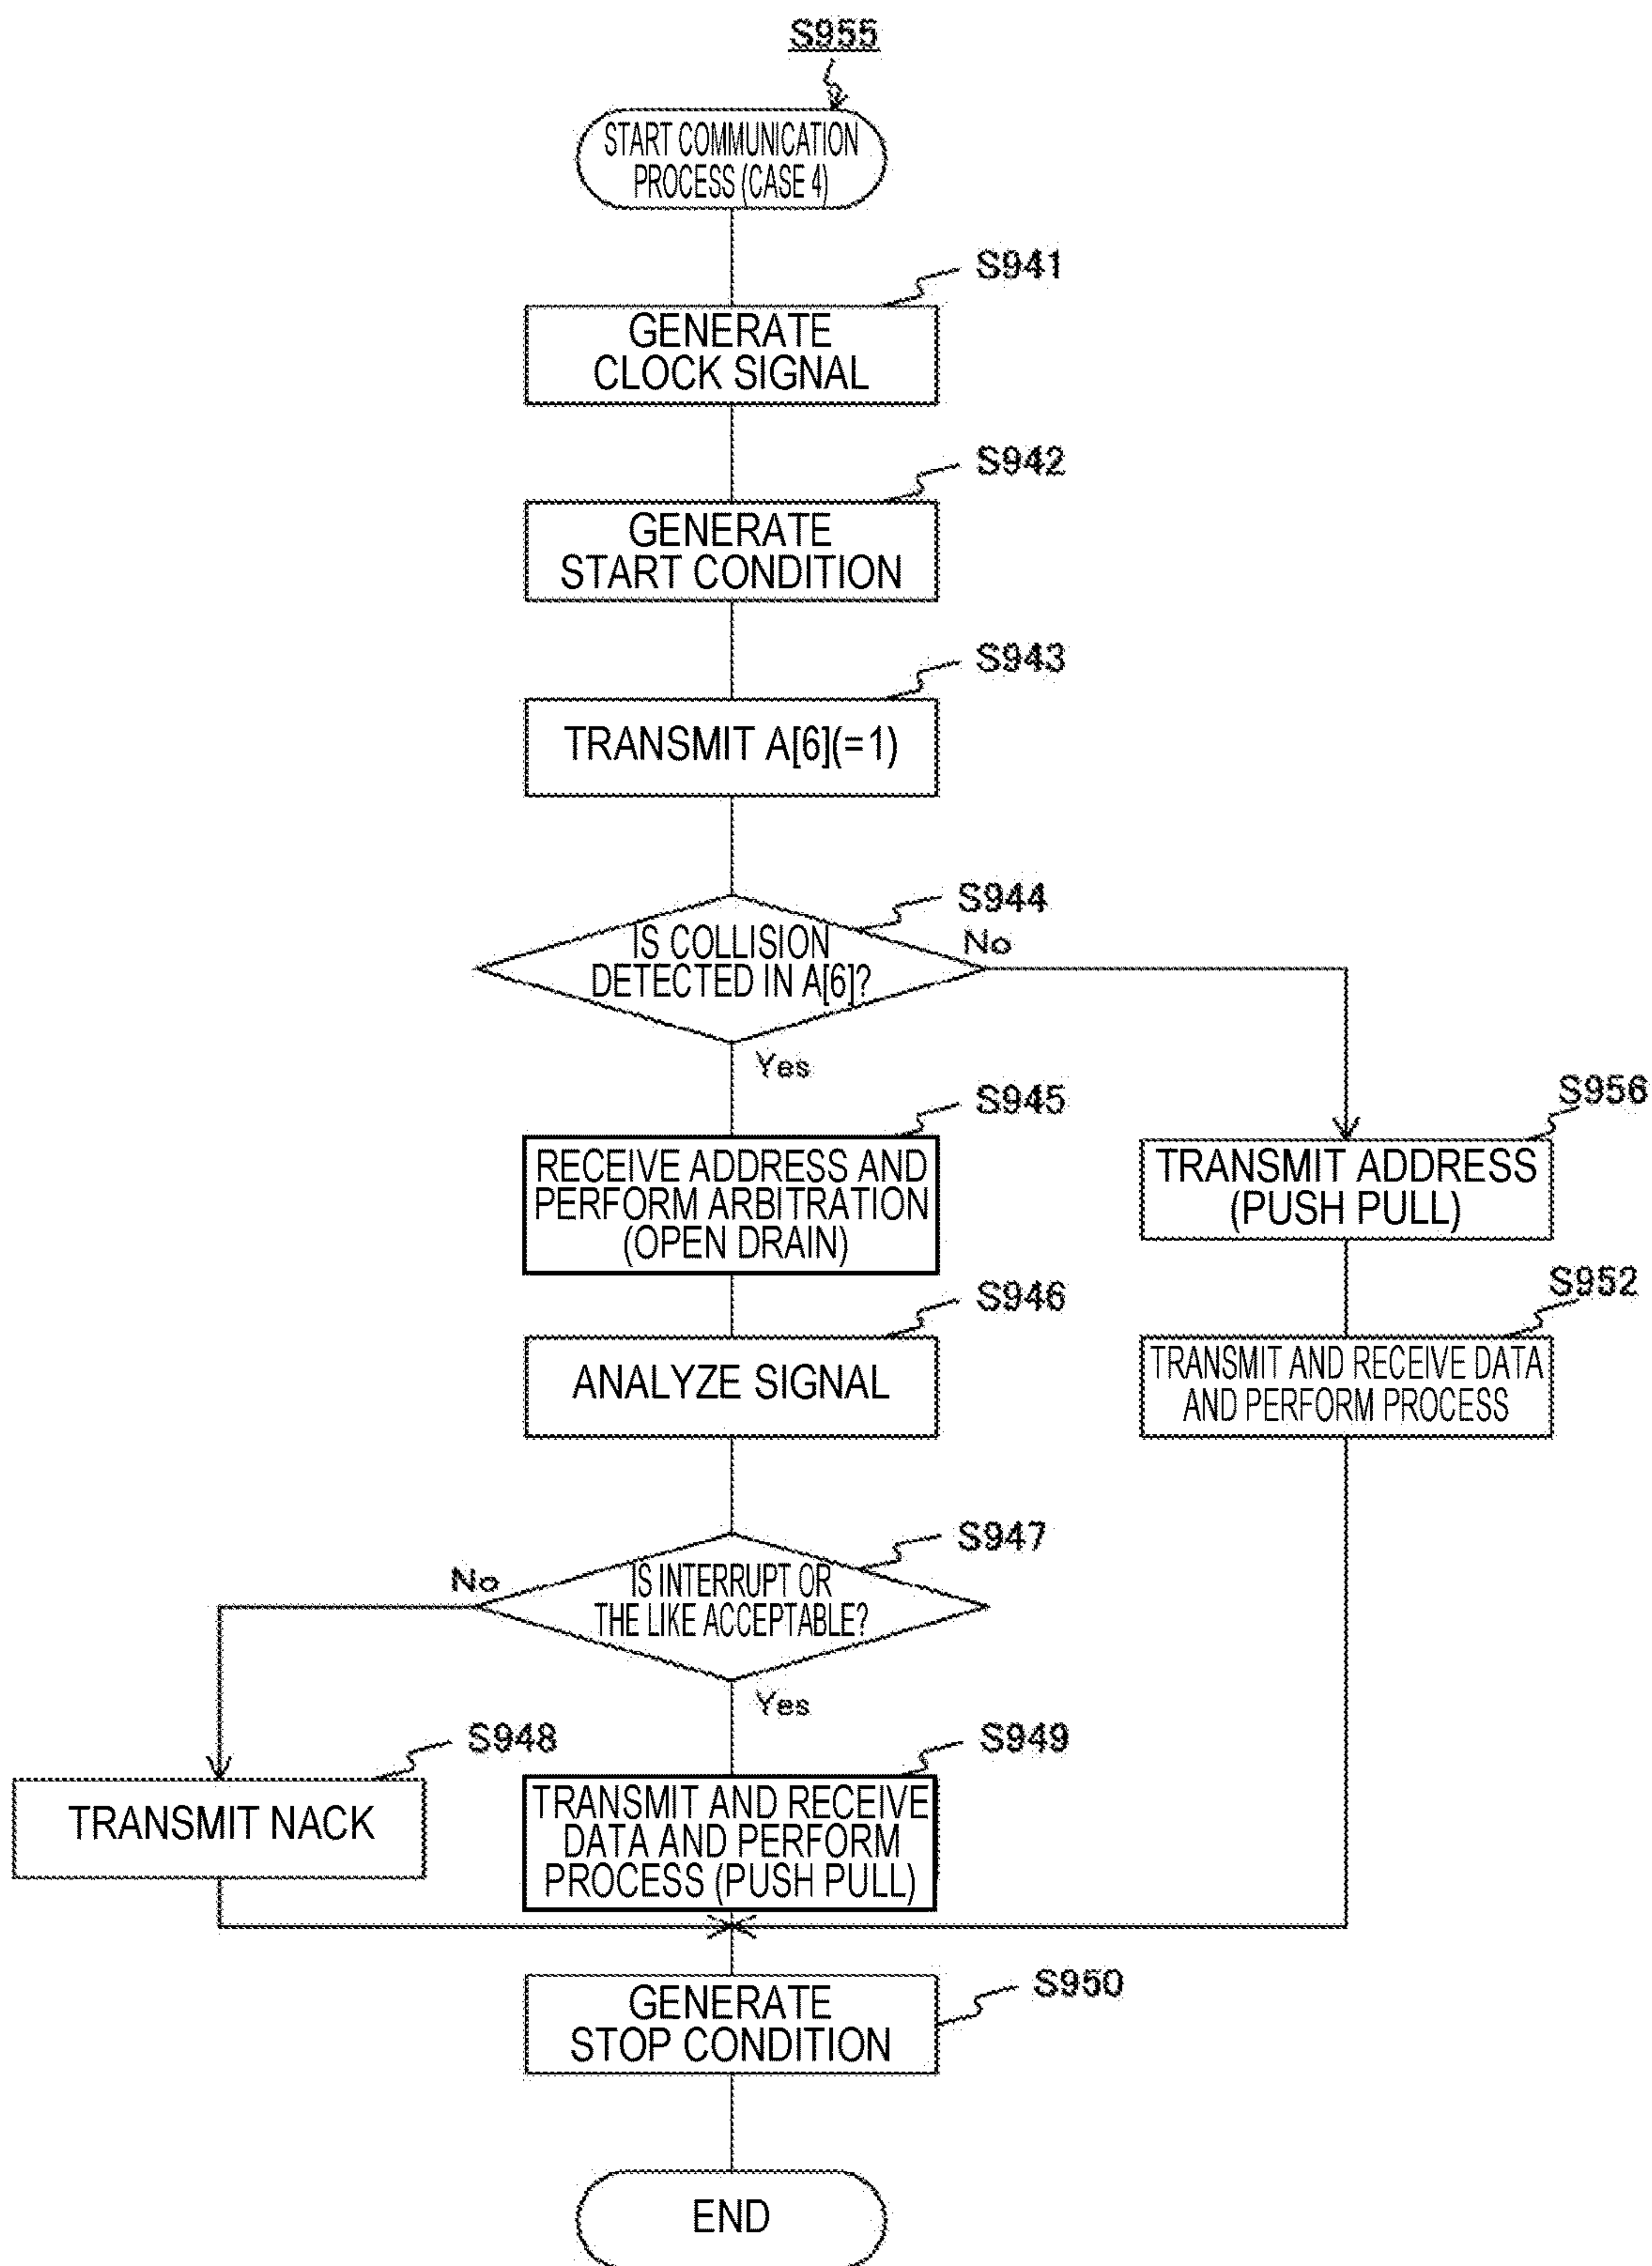 S955
START COMMUNICATION
PROCESS (CASE 4)
S941
GENERATE
CLOCK SIGNAL
S942
GENERATE
START CONDITION
S943
TRANSMIT A[6](=1)
S944
IS COLLISION
DETECTED IN A[6]?
No
Yes
S945
RECEIVE ADDRESS AND
PERFORM ARBITRATION
(OPEN DRAIN)
S956
TRANSMIT ADDRESS
(PUSH PULL)
S946
ANALYZE SIGNAL
S952
TRANSMIT AND RECEIVE DATA
AND PERFORM PROCESS
S947
IS INTERRUPT OR
THE LIKE ACCEPTABLE?
No
Yes
S948
TRANSMIT NACK
S949
TRANSMIT AND RECEIVE
DATA AND PERFORM
PROCESS (PUSH PULL)
S950
GENERATE
STOP CONDITION
END